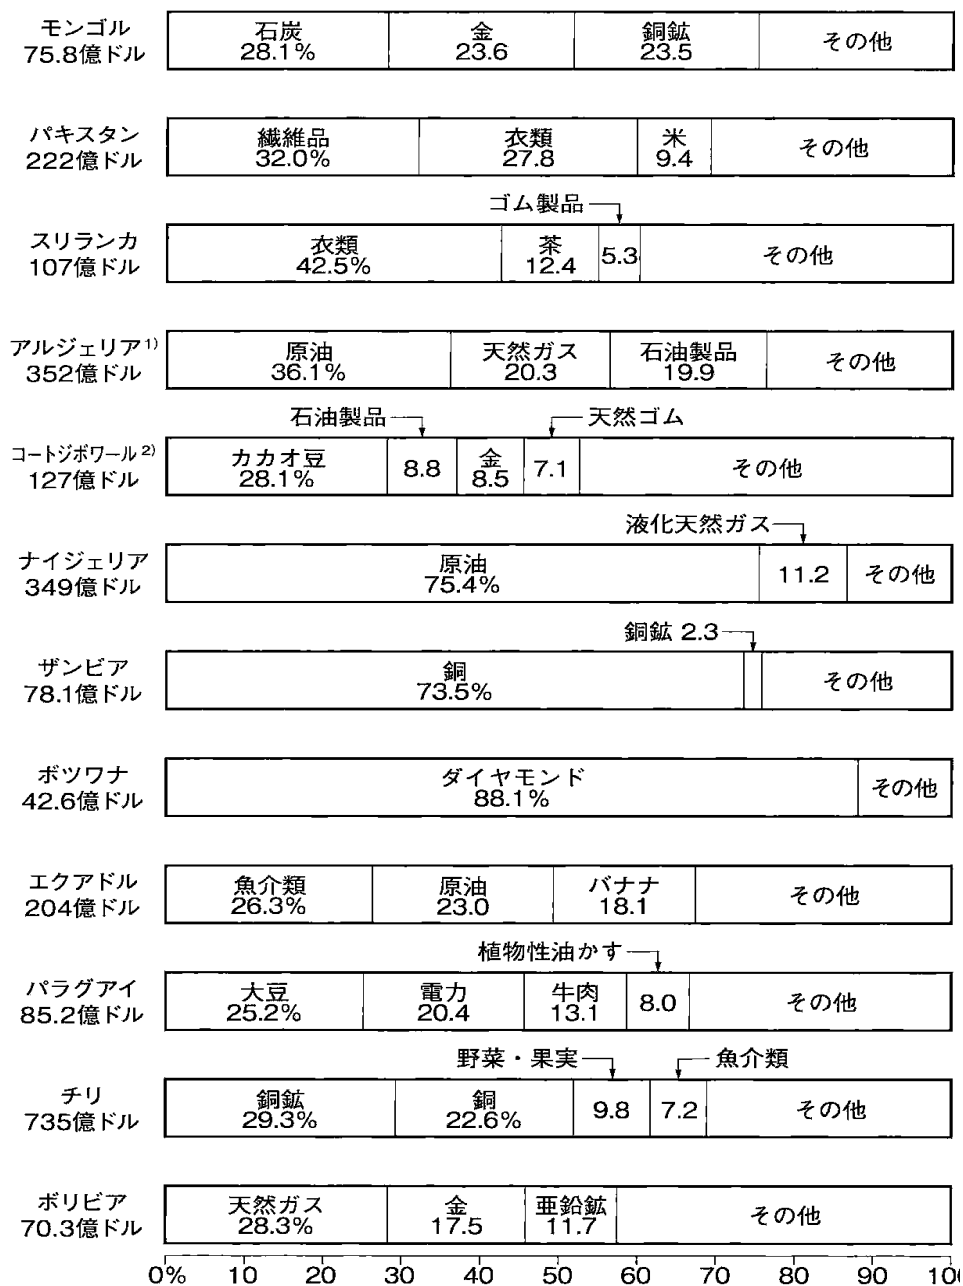 モンゴル
75.8億ドル
石炭
28.1%
金
23.6
銅鉱
23.5
その他
パキスタン
222億ドル
繊維品
32.0%
衣類
27.8
米
9.4
その他
ゴム製品
スリランカ
107億ドル
衣類
42.5%
茶
12.4
5.3
その他
アルジェリア1)
352億ドル
原油
36.1%
天然ガス
20.3
石油製品
19.9
その他
石油製品
天然ゴム
コートジボワール2)
127億ドル
カカオ豆
28.1%
8.8
金
8.5
7.1
その他
液化天然ガス
ナイジェリア
349億ドル
原油
75.4%
11.2
その他
銅鉱 2.3
ザンビア
78.1億ドル
銅
73.5%
その他
ボツワナ
42.6億ドル
ダイヤモンド
88.1%
その他
エクアドル
204億ドル
魚介類
26.3%
原油
23.0
バナナ
18.1
その他
植物性油かす
パラグアイ
85.2億ドル
大豆
25.2%
電力
20.4
牛肉
13.1
8.0
その他
野菜・果実
魚介類
チリ
735億ドル
銅鉱
29.3%
銅
22.6%
9.8
7.2
その他
ボリビア
70.3億ドル
天然ガス
28.3%
金
17.5
亜鉛鉱
11.7
その他
0% 10 20 30 40 50 60 70 80 90 100